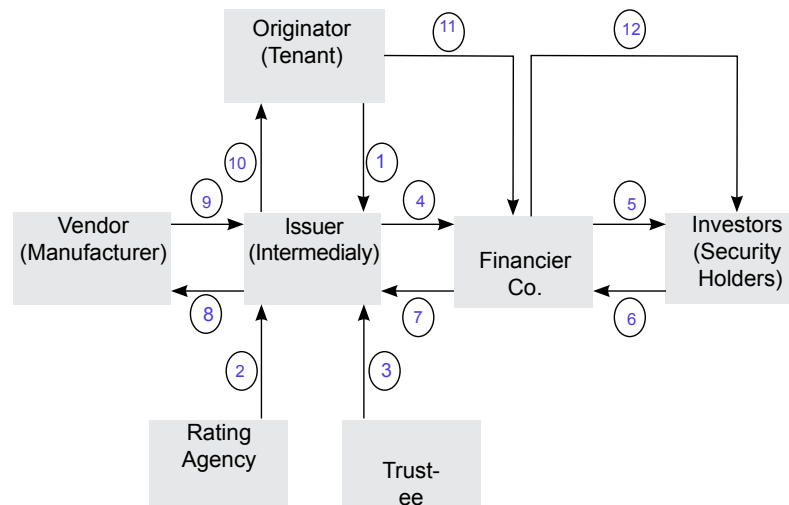 Originator
(Tenant)
11
12
10
1
9
4
5
Vendor
(Manufacturer)
Issuer
(Intermedialy)
Financier
Co.
Investors
(Security
Holders)
8
7
6
2
3
Rating
Agency
Trust-
ee